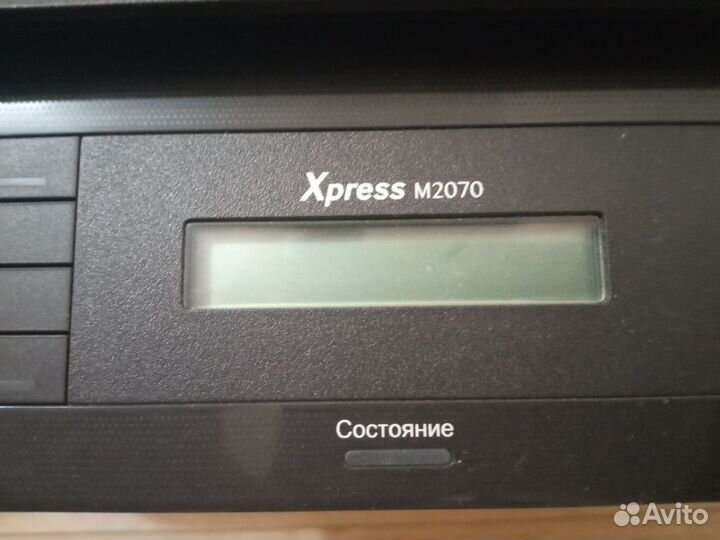 Xpress M2070
Состояние
Avito